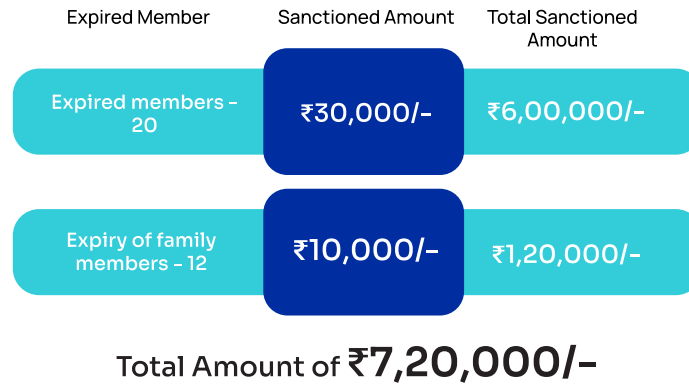 Expired Member
Sanctioned Amount
Total Sanctioned
Amount
Expired members –
20
₹30,000/-
₹6,00,000/-
Expiry of family
members – 12
₹10,000/-
₹1,20,000/-
Total Amount of ₹7,20,000/-